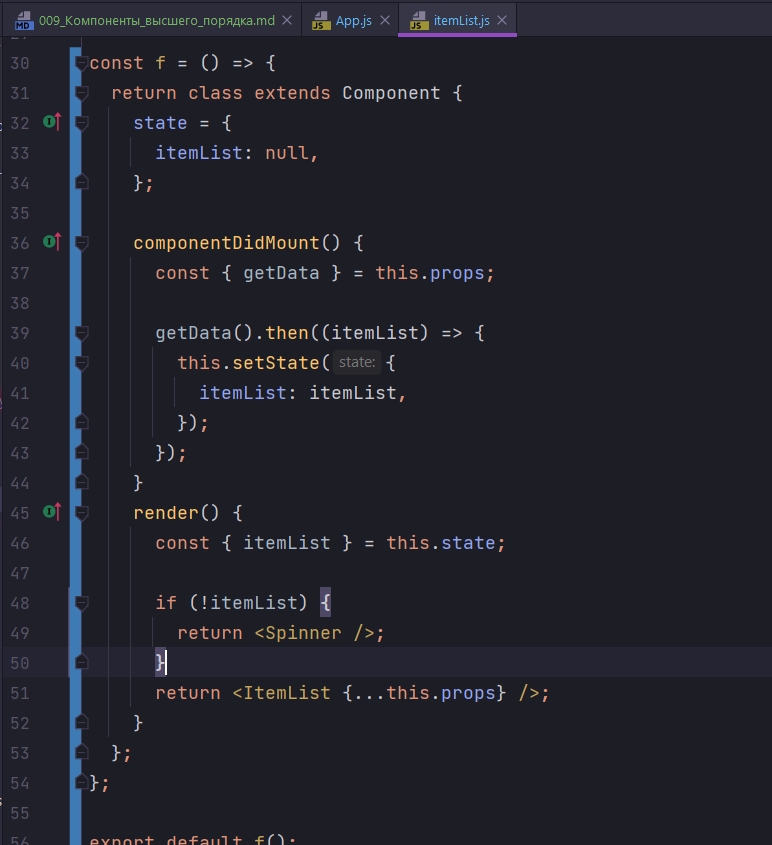 009_Компоненты_высшего_порядка.md
App.js
itemList.js
30 const f = () => {
31 return class extends Component {
32 state = {
33 itemList: null,
34 };
35
36 componentDidMount() {
37 const { getData } = this.props;
38
39 getData().then((itemList) => {
40 this.setState( state: {
41 itemList: itemList,
42 });
43 });
44 }
45 render() {
46 const { itemList } = this.state;
47
48 if (!itemList) {
49 return <Spinner />;
50 }
51 return <ItemList {...this.props} />;
52 }
53 };
54 };
55
56 export default f();